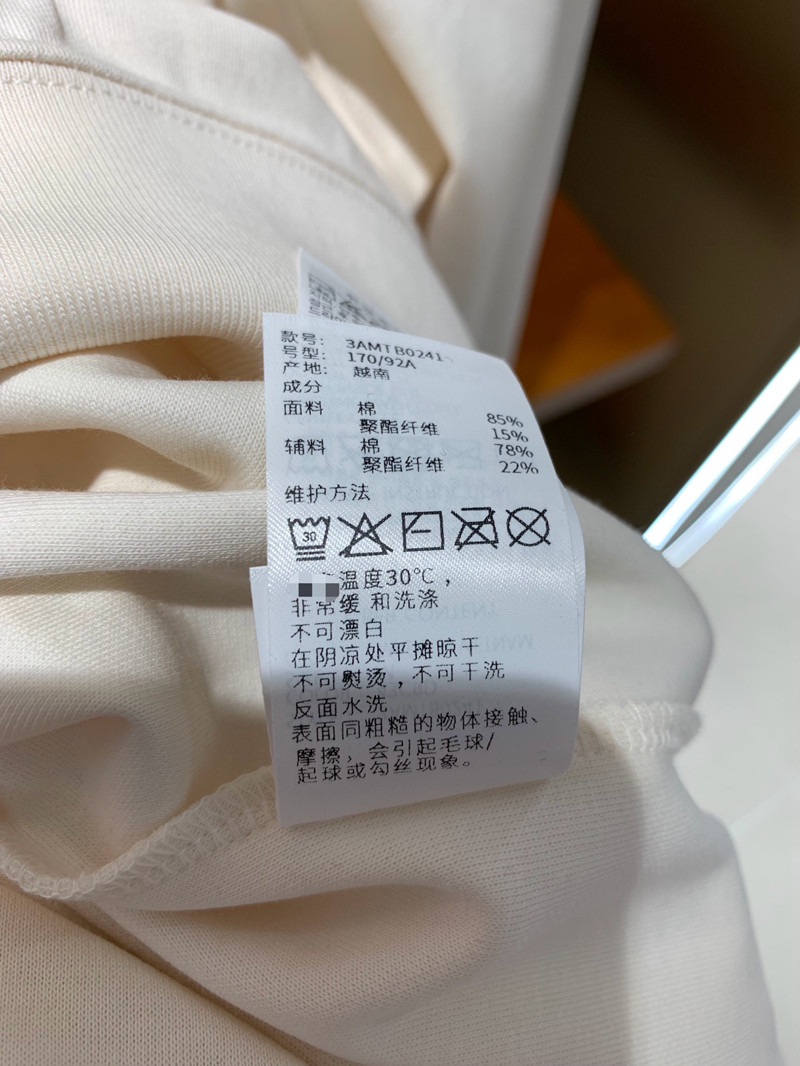 款号: 3AMTB0241
号型: 170/92A
产地: 越南
成分
面料 棉 85%
聚酯纤维 15%
辅料 棉 78%
聚酯纤维 22%
维护方法
30
温度30℃,
非常缓 和洗涤
不可漂白
在阴凉处平摊晾干
不可熨烫,不可干洗
反面水洗
表面同粗糙的物体接触、
摩擦, 会引起毛球/
起球或勾丝现象。